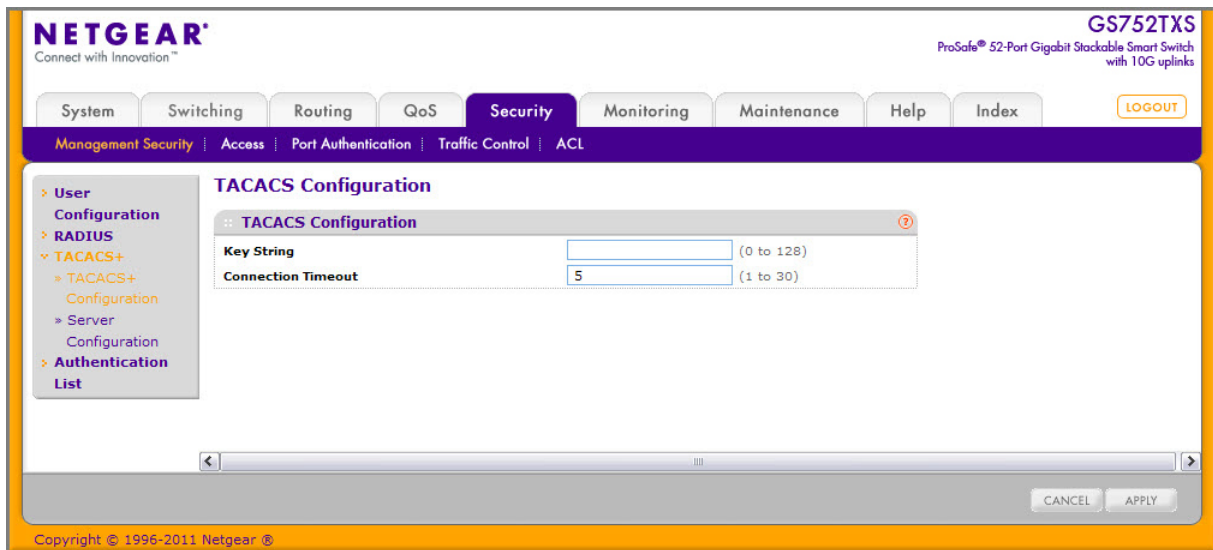 NETGEAR®
Connect with Innovation™
GS752TXS
ProSafe® 52-Port Gigabit Stackable Smart Switch
with 10G uplinks
System Switching Routing QoS Security Monitoring Maintenance Help Index LOGOUT
Management Security Access Port Authentication Traffic Control ACL
User
Configuration
RADIUS
TACACS+
» TACACS+
Configuration
» Server
Configuration
Authentication
List
TACACS Configuration
TACACS Configuration ?
Key String (0 to 128)
Connection Timeout 5 (1 to 30)
CANCEL APPLY
Copyright © 1996-2011 Netgear ®